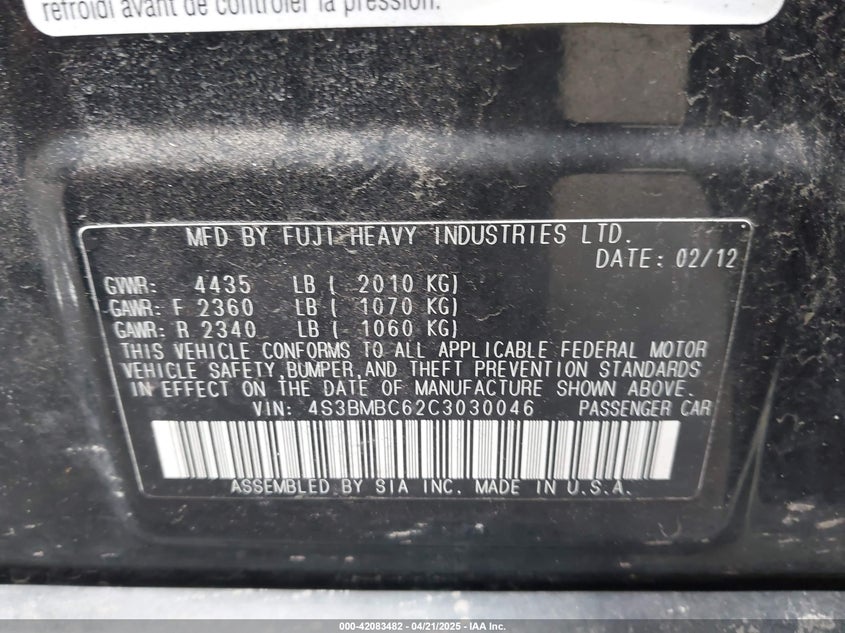 refroidi avant de contrôler la pression.
MFD BY FUJI HEAVY INDUSTRIES LTD.
DATE: 02/12
GVWR: 4435 LB ( 2010 KG)
GAWR: F 2360 LB ( 1070 KG)
GAWR: R 2340 LB ( 1060 KG)
THIS VEHICLE CONFORMS TO ALL APPLICABLE FEDERAL MOTOR
VEHICLE SAFETY,BUMPER,AND THEFT PREVENTION STANDARDS
IN EFFECT ON THE DATE OF MANUFACTURE SHOWN ABOVE.
VIN: 4S3BMBC62C3030046 PASSENGER CAR
ASSEMBLED BY SIA INC. MADE IN U.S.A.
000-42083482 - 04/21/2025 - IAA Inc.